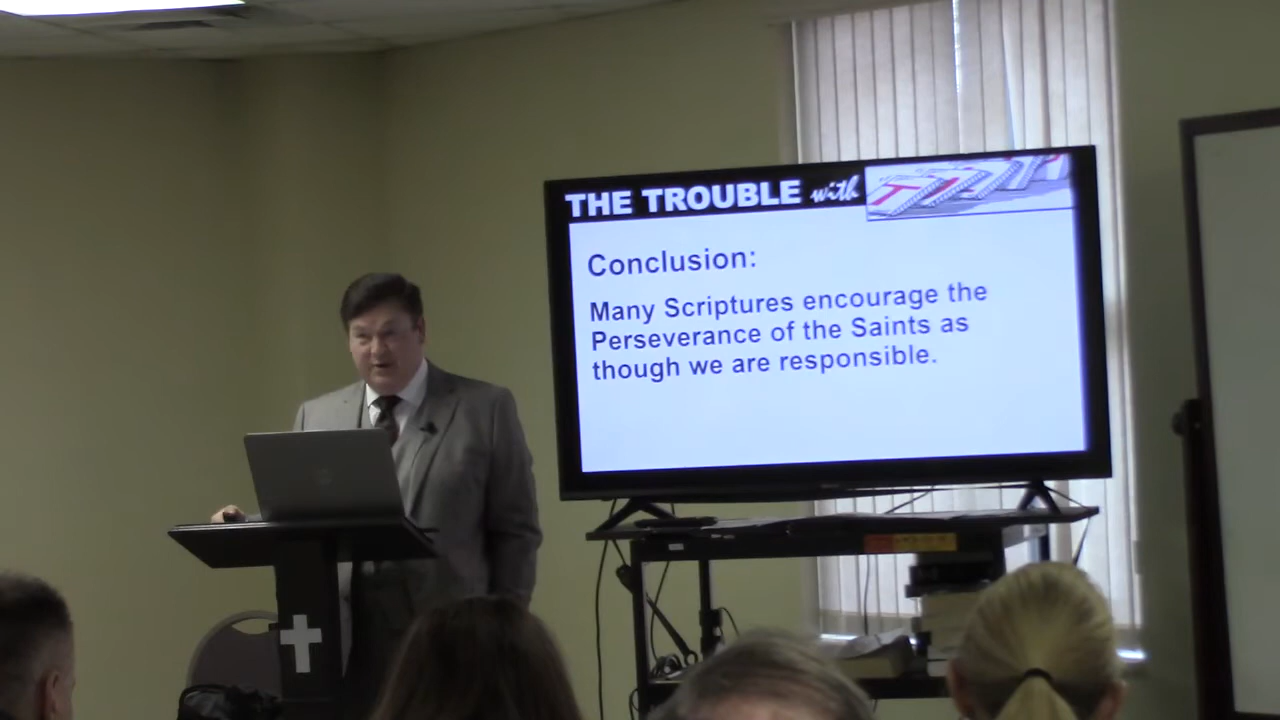 THE TROUBLE with
Conclusion:
Many Scriptures encourage the
Perseverance of the Saints as
though we are responsible.